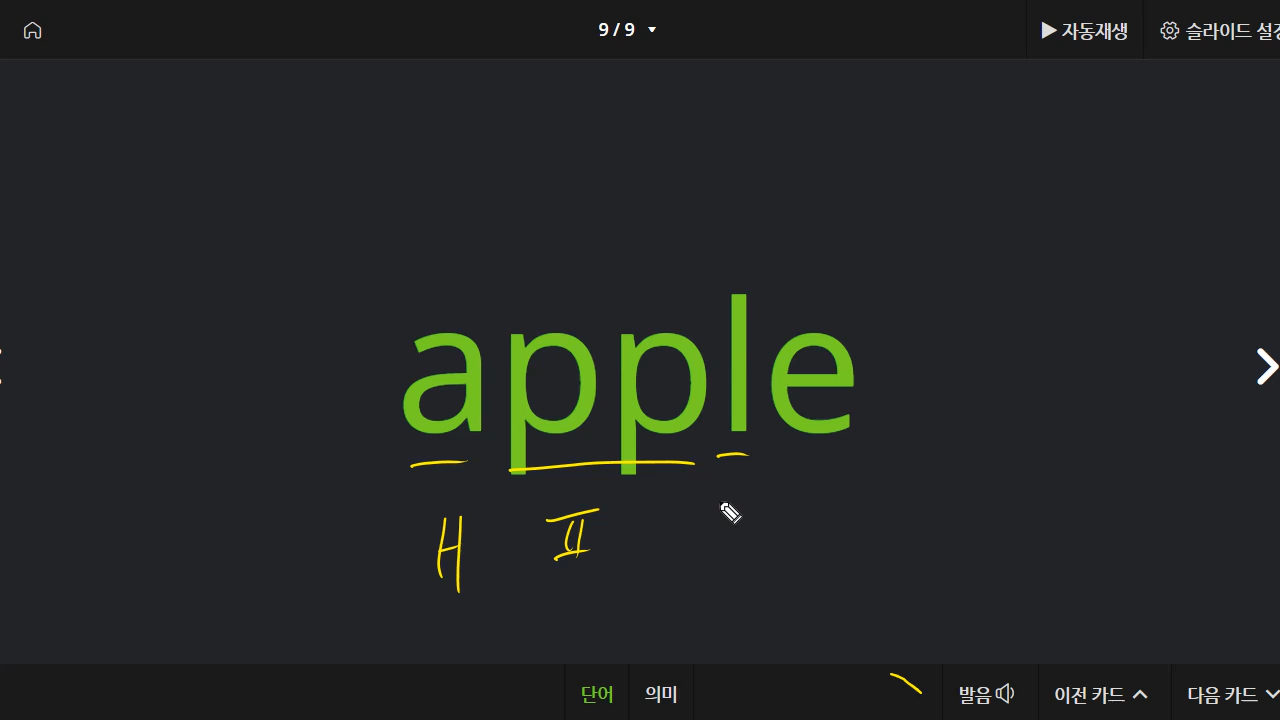 9 / 9
자동재생
슬라이드 설정
apple
ㅐ ㅍ
단어
의미
발음
이전 카드
다음 카드